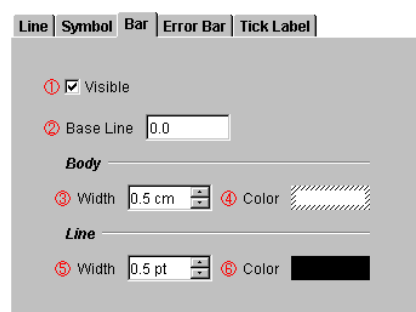 Line Symbol Bar Error Bar Tick Label
① Visible
② Base Line 0.0
Body
③ Width 0.5 cm ④ Color
Line
⑤ Width 0.5 pt ⑥ Color